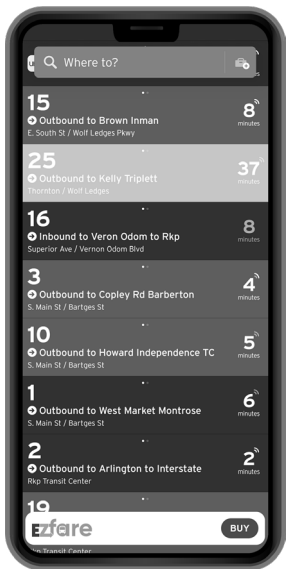 Where to?
15
Outbound to Brown Inman
E. South St / Wolf Ledges Pkwy
8
minutes
25
Outbound to Kelly Triplett
Thornton / Wolf Ledges
37
minutes
16
Inbound to Veron Odom to Rkp
Superior Ave / Vernon Odom Blvd
8
minutes
3
Outbound to Copley Rd Barberton
S. Main St / Bartges St
4
minutes
10
Outbound to Howard Independence TC
S. Main St / Bartges St
5
minutes
1
Outbound to West Market Montrose
S. Main St / Bartges St
6
minutes
2
Outbound to Arlington to Interstate
Rkp Transit Center
2
minutes
19
EZfare
BUY
Rkp Transit Center